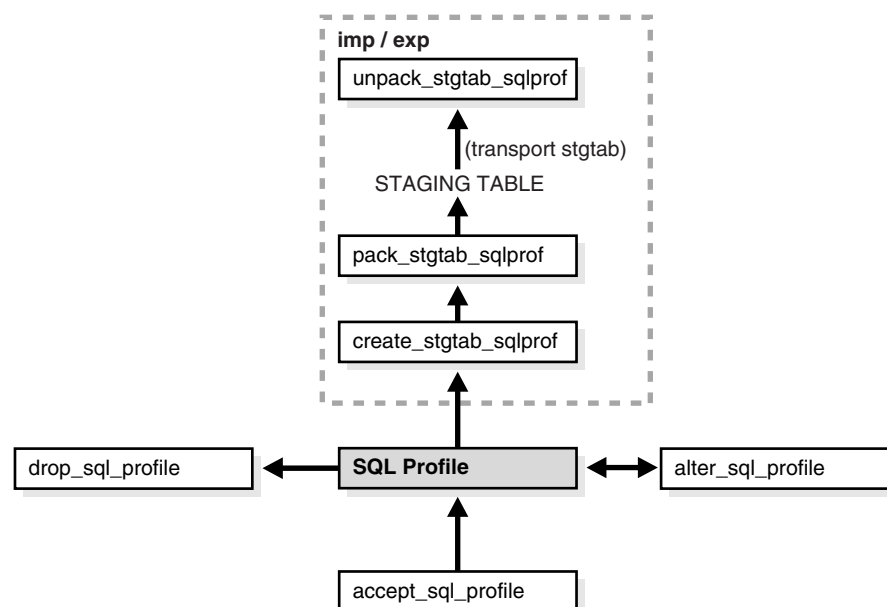 imp / exp
unpack_stgtab_sqlprof
(transport stgtab)
STAGING TABLE
pack_stgtab_sqlprof
create_stgtab_sqlprof
drop_sql_profile
SQL Profile
alter_sql_profile
accept_sql_profile